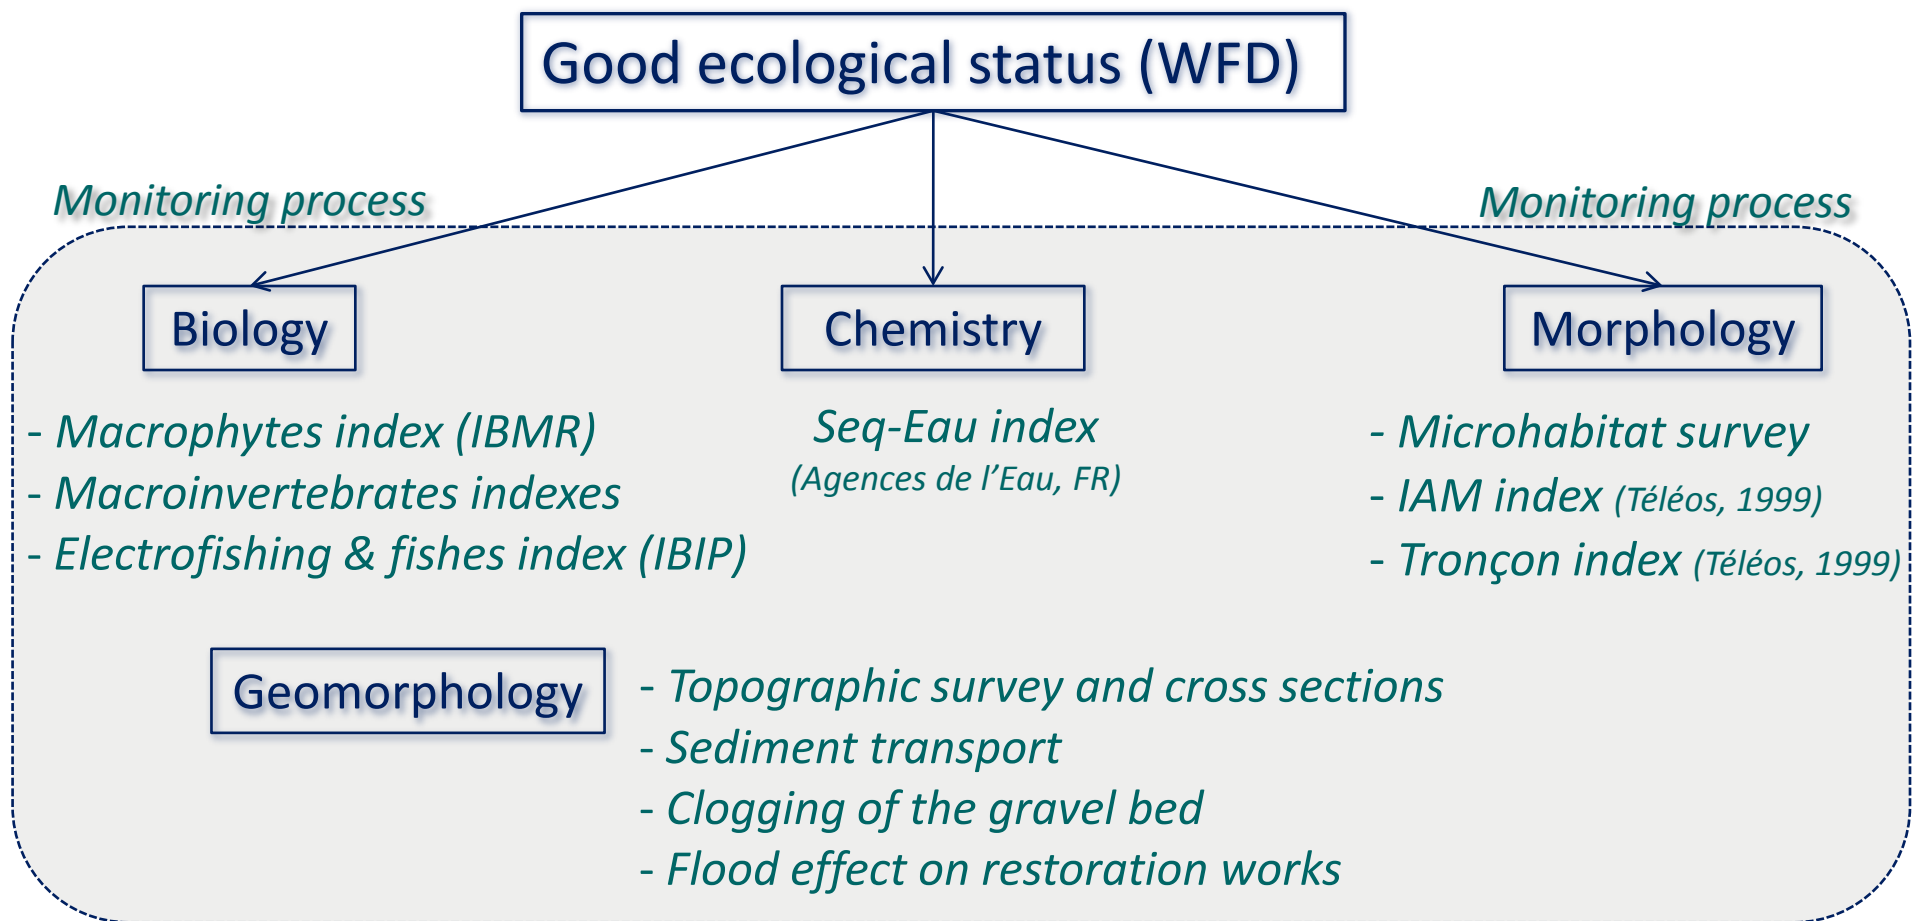 Good ecological status (WFD)
Monitoring process
Monitoring process
Biology
Chemistry
Morphology
- Macrophytes index (IBMR)
- Macroinvertebrates indexes
- Electrofishing & fishes index (IBIP)
Seq-Eau index
(Agences de l’Eau, FR)
- Microhabitat survey
- IAM index (Téléos, 1999)
- Tronçon index (Téléos, 1999)
Geomorphology
- Topographic survey and cross sections
- Sediment transport
- Clogging of the gravel bed
- Flood effect on restoration works